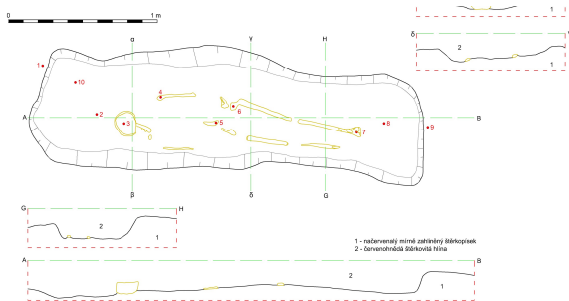 0 1 m
1
δ
2
1
α γ H
1
10
4
2
3
5
6
7
8
9
A B
β δ G
G H
2
1
1 - načervenalý mírně zahliněný štěrkopísek
2 - červenohnědá štěrkovitá hlína
A B
2
1